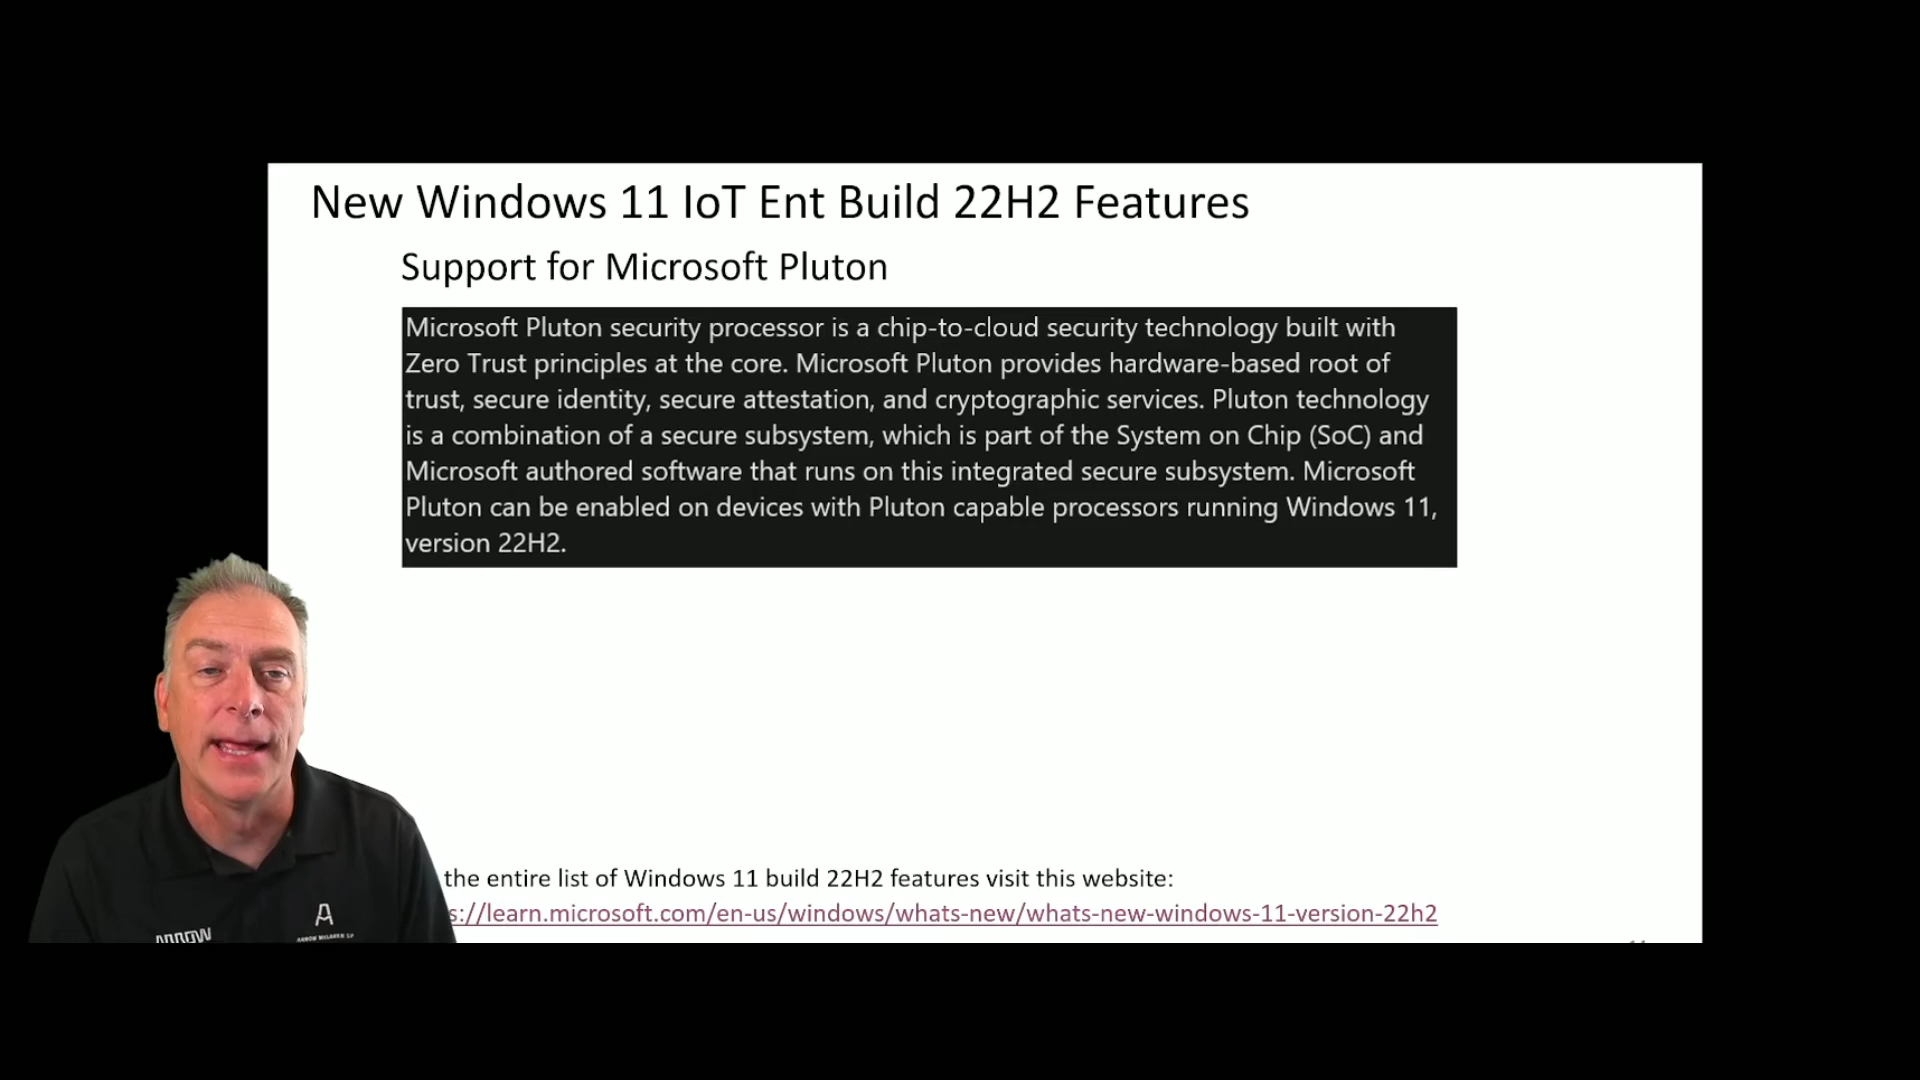 New Windows 11 IoT Ent Build 22H2 Features
Support for Microsoft Pluton
Microsoft Pluton security processor is a chip-to-cloud security technology built with
Zero Trust principles at the core. Microsoft Pluton provides hardware-based root of
trust, secure identity, secure attestation, and cryptographic services. Pluton technology
is a combination of a secure subsystem, which is part of the System on Chip (SoC) and
Microsoft authored software that runs on this integrated secure subsystem. Microsoft
Pluton can be enabled on devices with Pluton capable processors running Windows 11,
version 22H2.
the entire list of Windows 11 build 22H2 features visit this website:
s://learn.microsoft.com/en-us/windows/whats-new/whats-new-windows-11-version-22h2
ARROW
ARROW MCLAREN SP